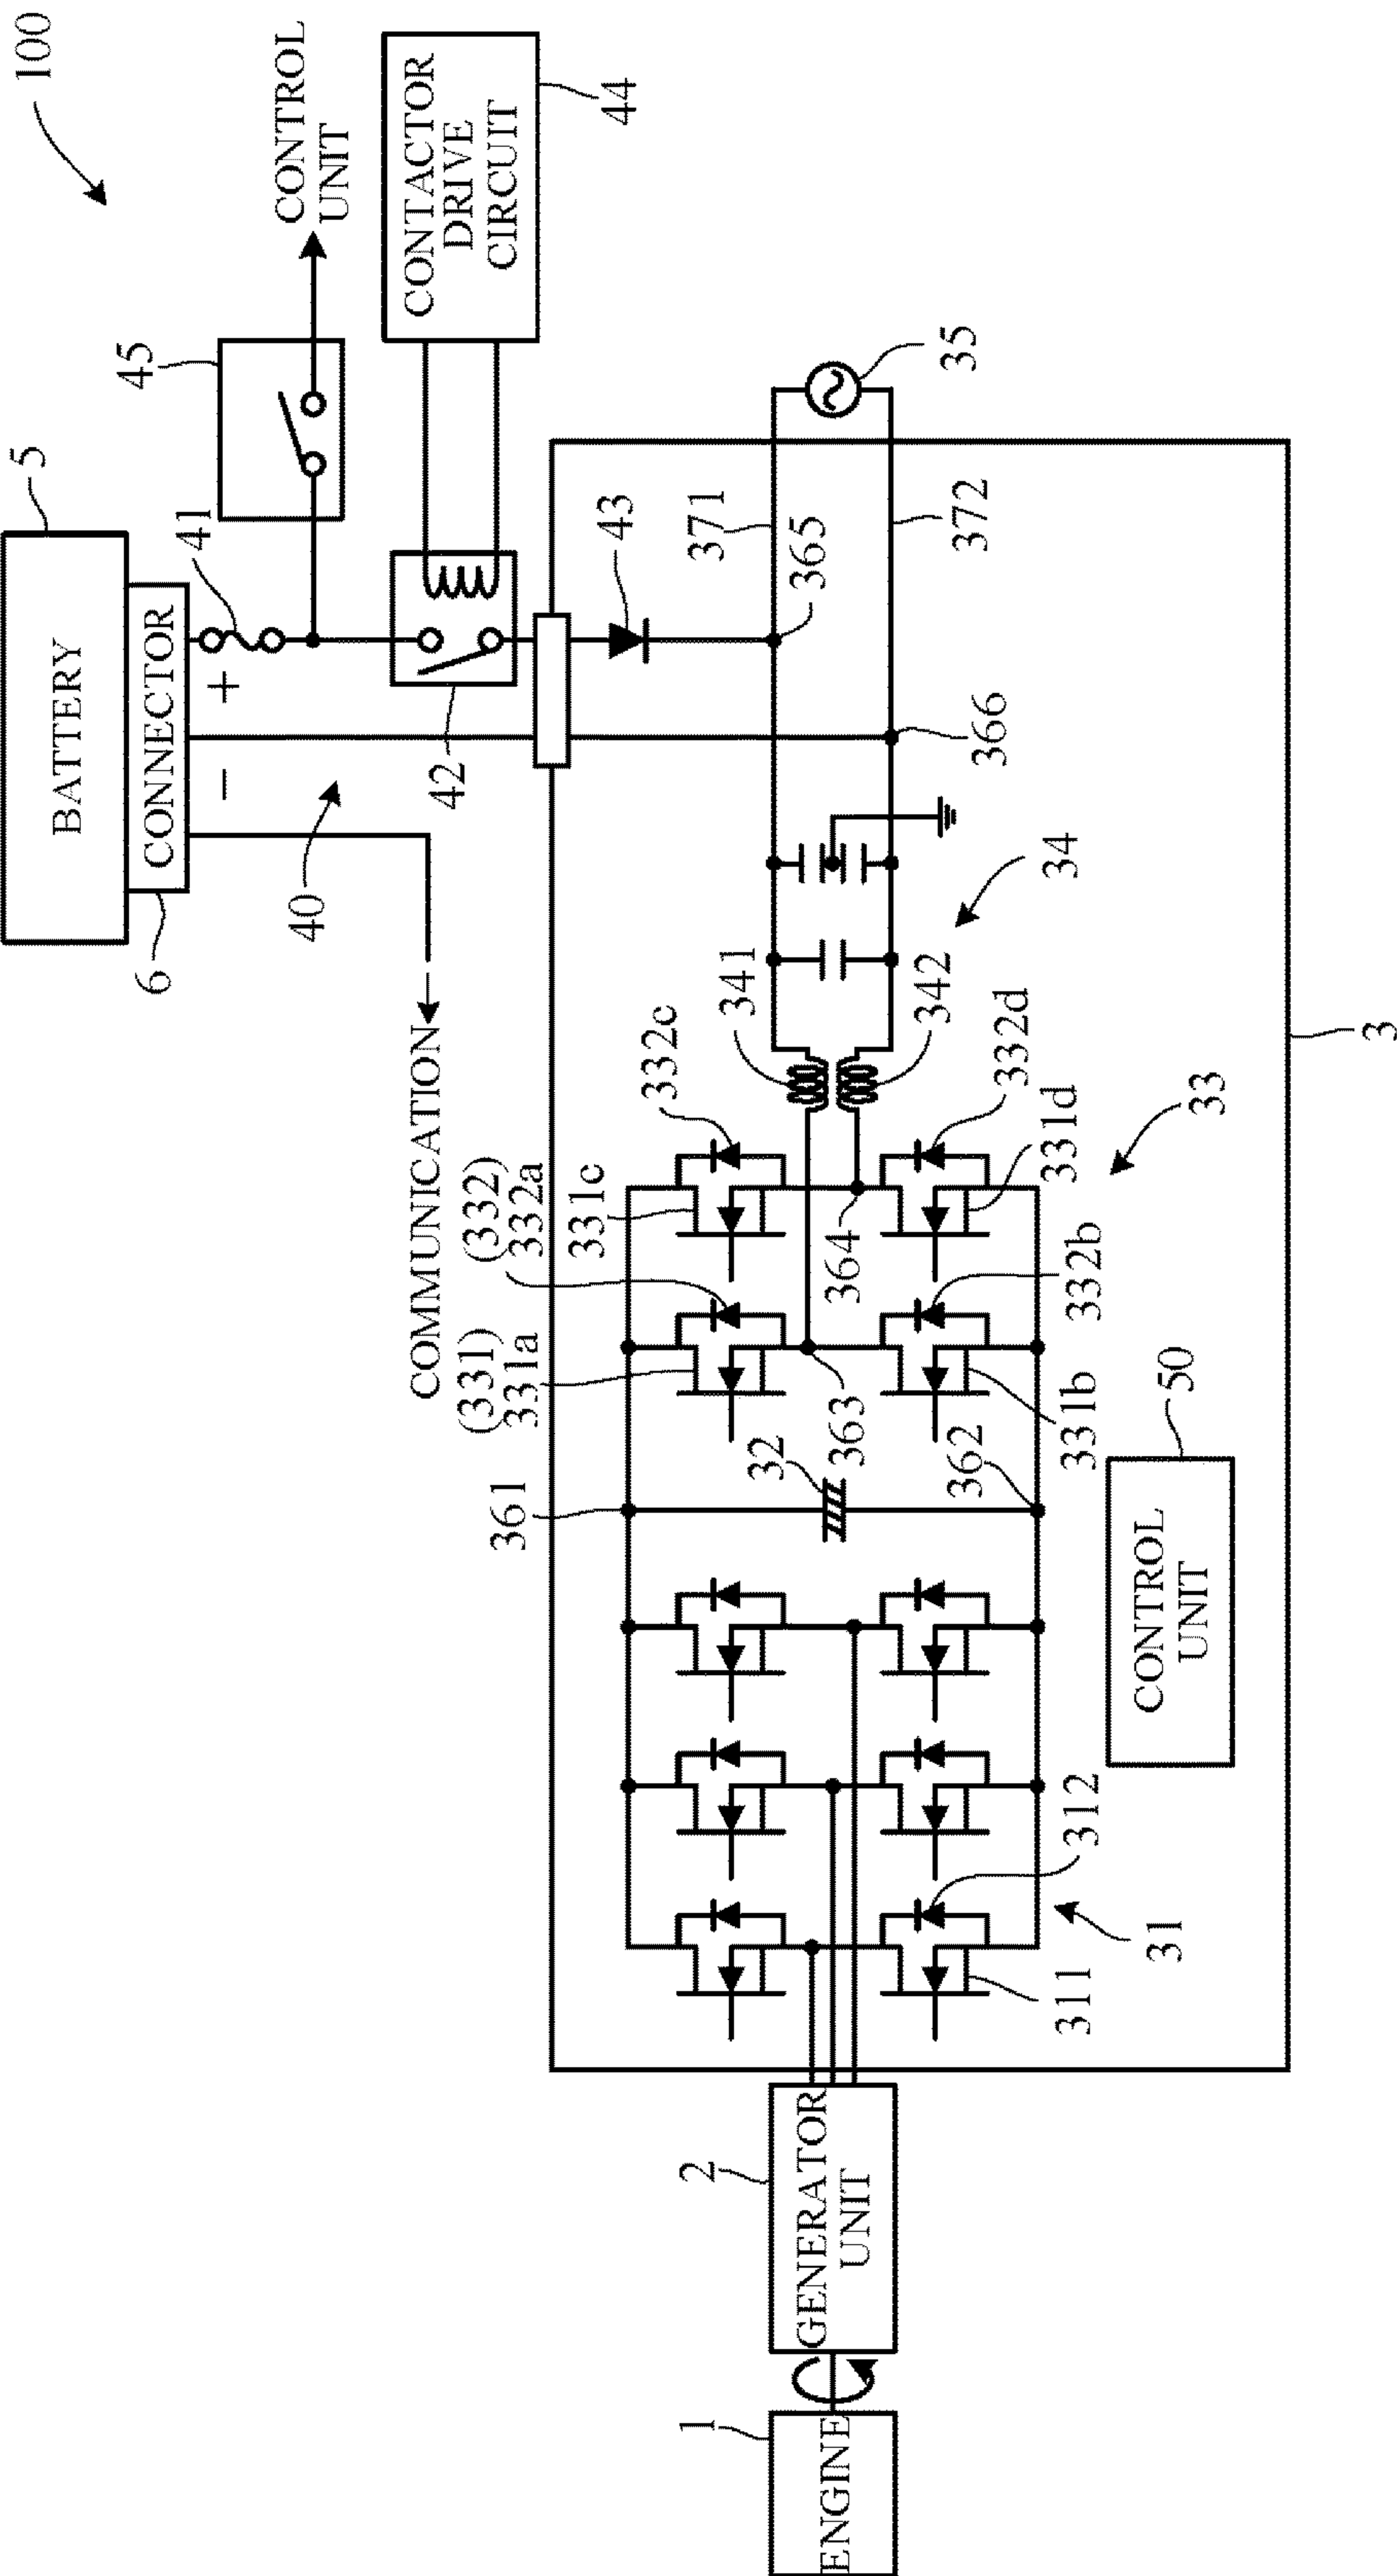 100
BATTERY
5
CONNECTOR
6
+
−
41
45
CONTROL
UNIT
CONTACTOR
DRIVE
CIRCUIT
44
42
40
COMMUNICATION
43
371
365
35
372
366
34
341
342
(332)
332a
332c
331c
(331)
331a
361
32
363
364
362
332d
331d
332b
331b
33
3
CONTROL
UNIT
50
312
311
31
2
GENERATOR
UNIT
1
ENGINE